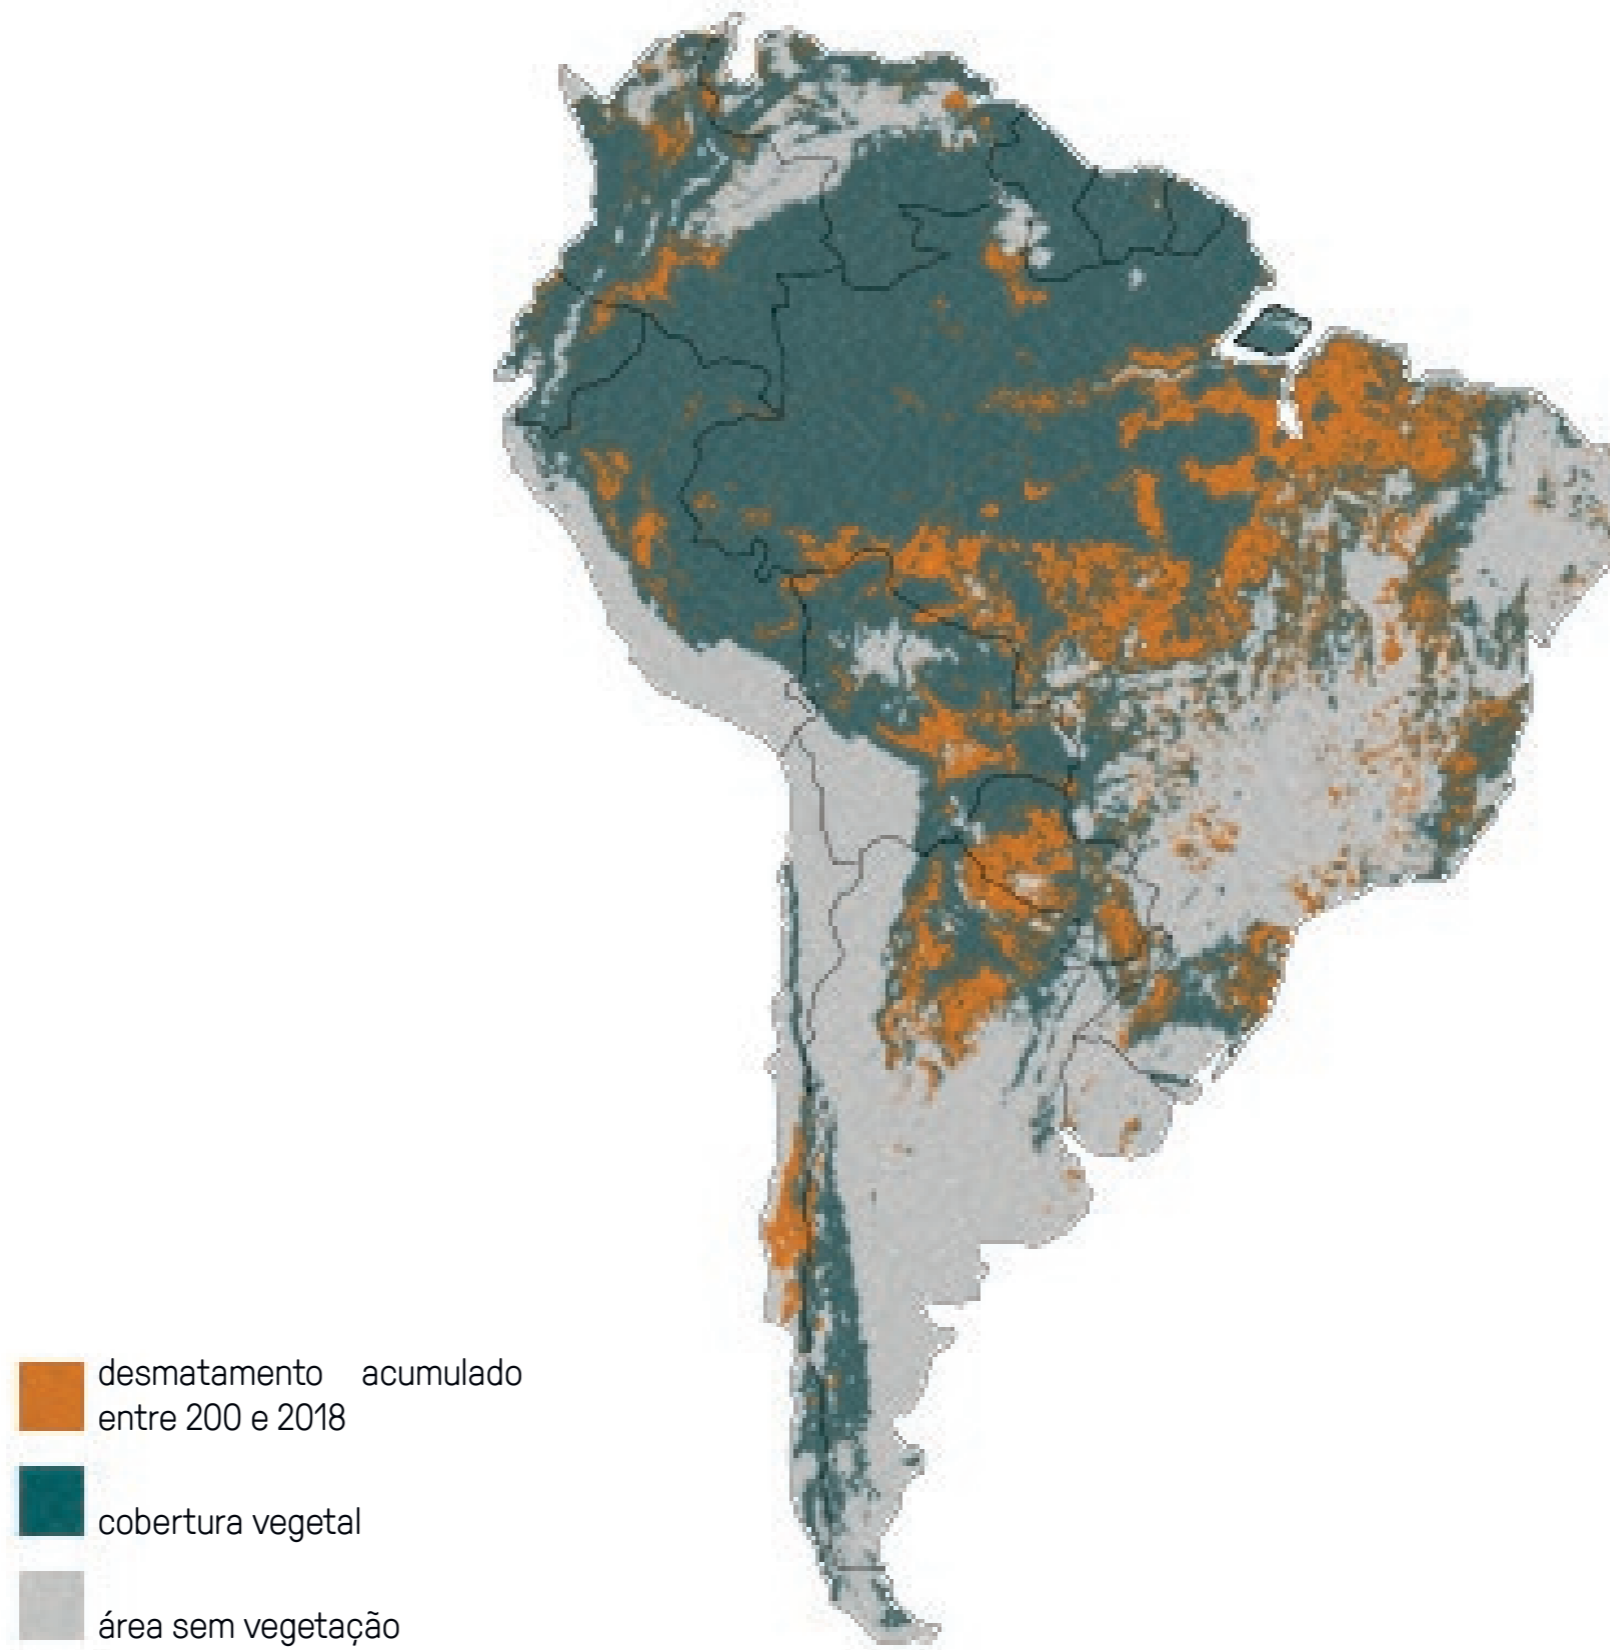 desmatamento acumulado
entre 200 e 2018
cobertura vegetal
área sem vegetação